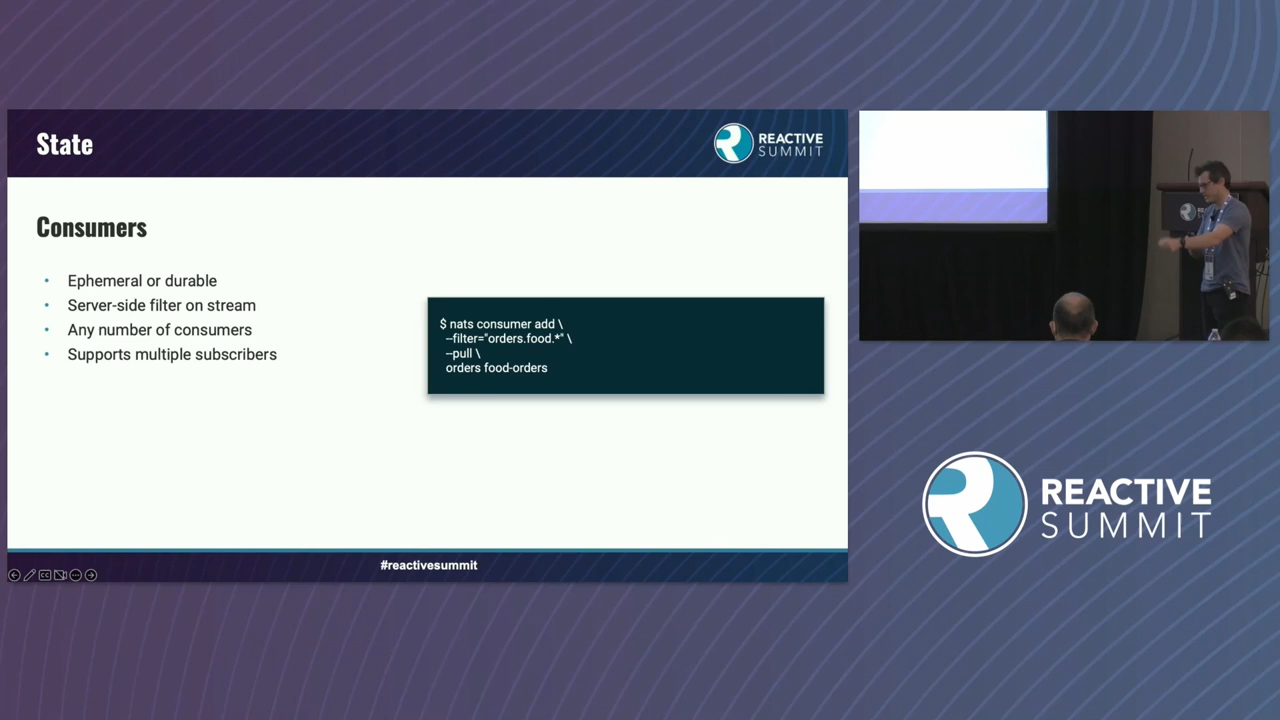 State
REACTIVE
SUMMIT
Consumers
• Ephemeral or durable
• Server-side filter on stream
• Any number of consumers
• Supports multiple subscribers
$ nats consumer add \
--filter="orders.food.*" \
--pull \
orders food-orders
#reactivesummit
REACTIVE
SUMMIT